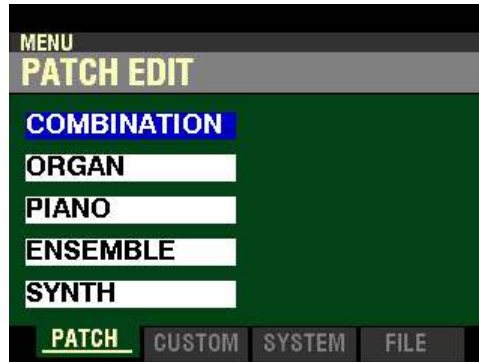 MENU
PATCH EDIT
COMBINATION
ORGAN
PIANO
ENSEMBLE
SYNTH
PATCH CUSTOM SYSTEM FILE